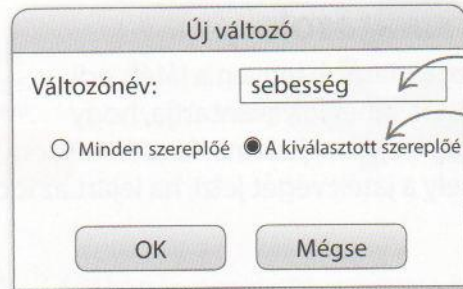 Új változó
Változónév:
sebesség
Minden szereplőé
A kiválasztott szereplőé
OK
Mégse